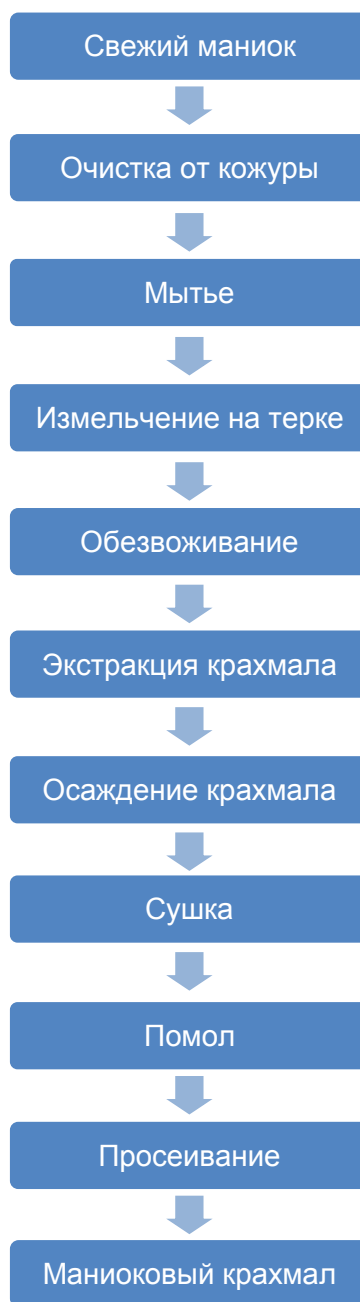 Свежий маниок
Очистка от кожуры
Мытье
Измельчение на терке
Обезвоживание
Экстракция крахмала
Осаждение крахмала
Сушка
Помол
Просеивание
Маниоковый крахмал